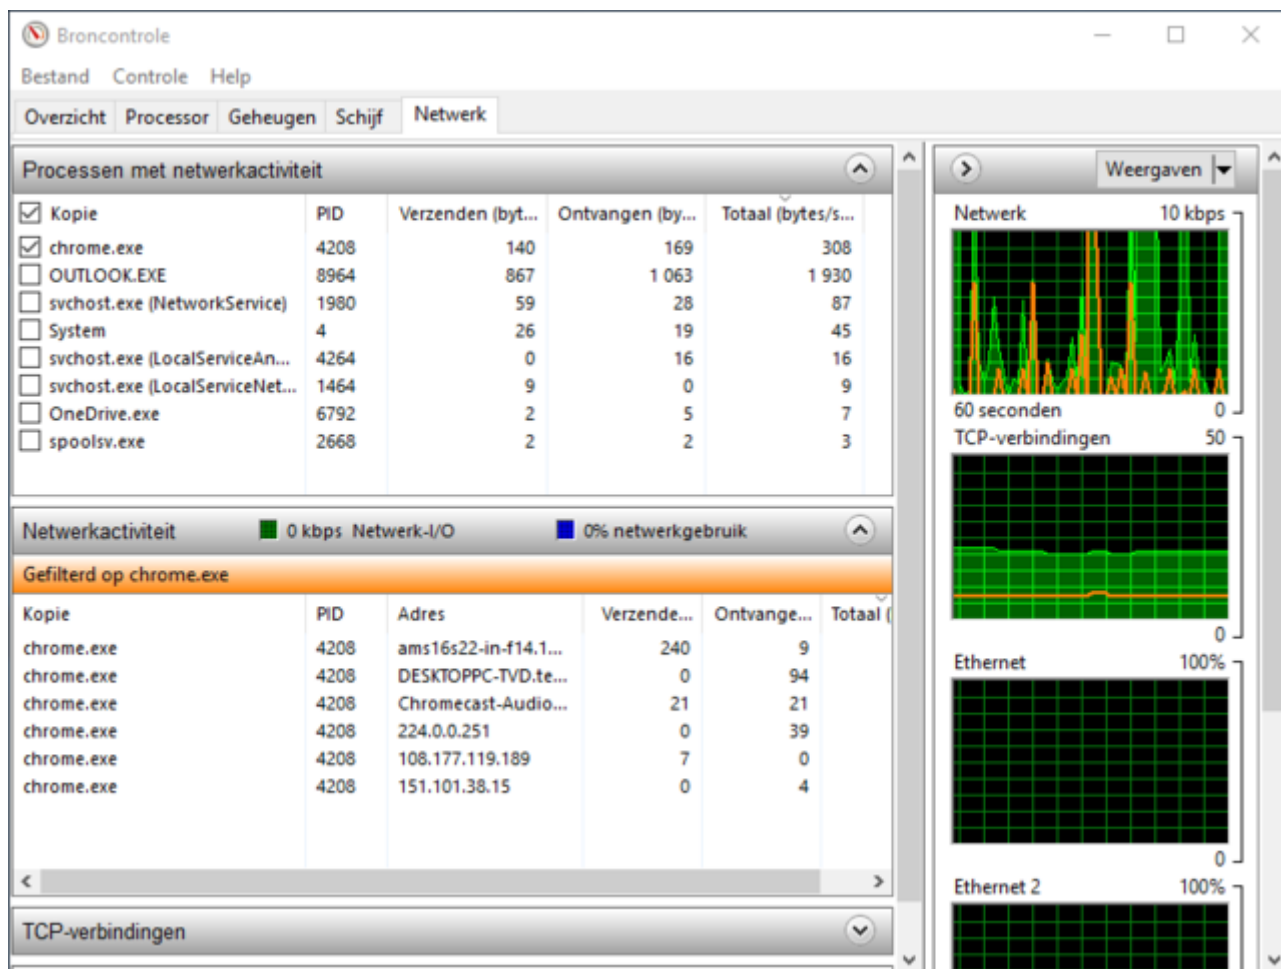 Broncontrole
Bestand Controle Help
Overzicht Processor Geheugen Schijf Netwerk
Processen met netwerkactiviteit
Kopie PID Verzenden (byt... Ontvangen (by... Totaal (bytes/s...
chrome.exe 4208 140 169 308
OUTLOOK.EXE 8964 867 1 063 1 930
svchost.exe (NetworkService) 1980 59 28 87
System 4 26 19 45
svchost.exe (LocalServiceAn... 4264 0 16 16
svchost.exe (LocalServiceNet... 1464 9 0 9
OneDrive.exe 6792 2 5 7
spoolsv.exe 2668 2 2 3
Netwerkactiviteit 0 kbps Netwerk-I/O 0% netwerkgebruik
Gefilterd op chrome.exe
Kopie PID Adres Verzende... Ontvange... Totaal (
chrome.exe 4208 ams16s22-in-f14.1... 240 9
chrome.exe 4208 DESKTOPPC-TVD.te... 0 94
chrome.exe 4208 Chromecast-Audio... 21 21
chrome.exe 4208 224.0.0.251 0 39
chrome.exe 4208 108.177.119.189 7 0
chrome.exe 4208 151.101.38.15 0 4
TCP-verbindingen
Weergaven
Netwerk 10 kbps
60 seconden 0
TCP-verbindingen 50
0
Ethernet 100%
0
Ethernet 2 100%